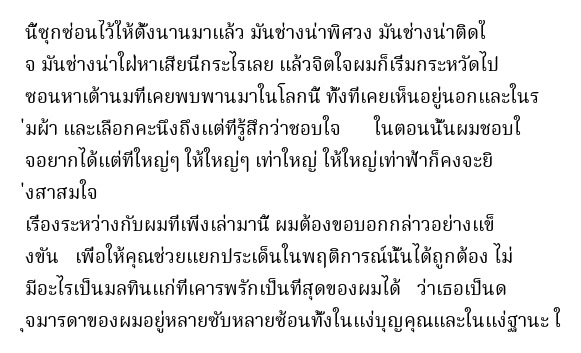 นี้ซุกซ่อนไว้ให้ตั้งนานมาแล้ว มันช่างน่าพิศวง มันช่างน่าติดใ
จ มันช่างน่าใฝ่หาเสียนี่กระไรเลย แล้วจิตใจผมก็เริ่มกระหวัดไป
ซอนหาเต้านมที่เคยพบพานมาในโลกนี้ ทั้งที่เคยเห็นอยู่นอกและในร
่มผ้า และเลือกคะนึงถึงแต่ที่รู้สึกว่าชอบใจ ในตอนนั้นผมชอบใ
จอยากได้แต่ที่ใหญ่ๆ ให้ใหญ่ๆ เท่าใหญ่ ให้ใหญ่เท่าฟ้าก็คงจะยิ
่งสาสมใจ
เรื่องระหว่างกับผมที่เพิ่งเล่ามานี้ ผมต้องขอบอกกล่าวอย่างแข็
งขัน เพื่อให้คุณช่วยแยกประเด็นในพฤติการณ์นั้นได้ถูกต้อง ไม่
มีอะไรเป็นมลทินแก่ที่เคารพรักเป็นที่สุดของผมได้ ว่าเธอเป็นด
ุจมารดาของผมอยู่หลายซับหลายซ้อนทั้งในแง่บุญคุณและในแง่ฐานะ ใ